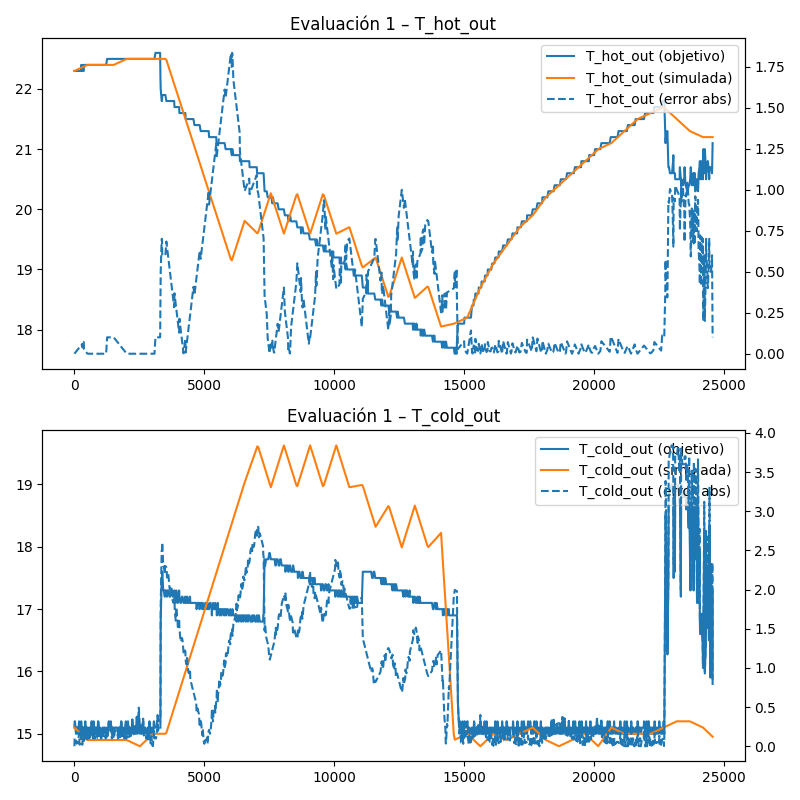 Evaluación 1 – T_hot_out
T_hot_out (objetivo)
T_hot_out (simulada)
T_hot_out (error abs)
22
21
20
19
18
1.75
1.50
1.25
1.00
0.75
0.50
0.25
0.00
0 5000 10000 15000 20000 25000
Evaluación 1 – T_cold_out
T_cold_out (objetivo)
T_cold_out (simulada)
T_cold_out (error abs)
19
18
17
16
15
4.0
3.5
3.0
2.5
2.0
1.5
1.0
0.5
0.0
0 5000 10000 15000 20000 25000